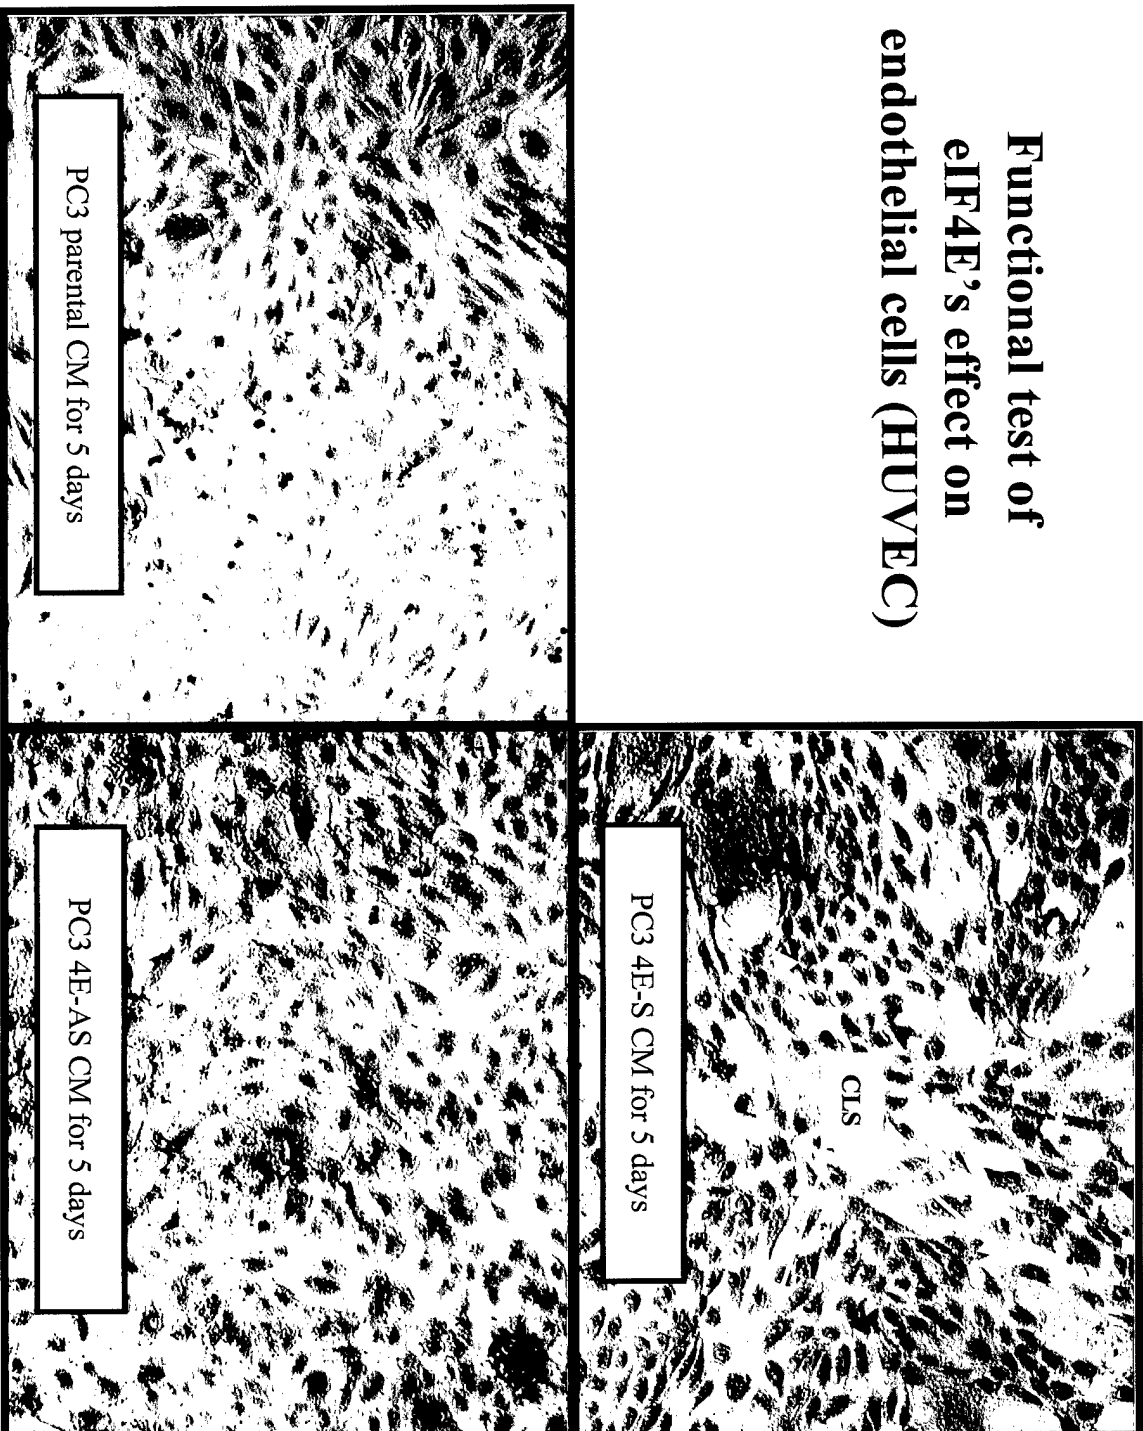 Functional test of
eIF4E's effect on
endothelial cells (HUVEC)
CLS
PC3 4E-S CM for 5 days
PC3 parental CM for 5 days
PC3 4E-AS CM for 5 days